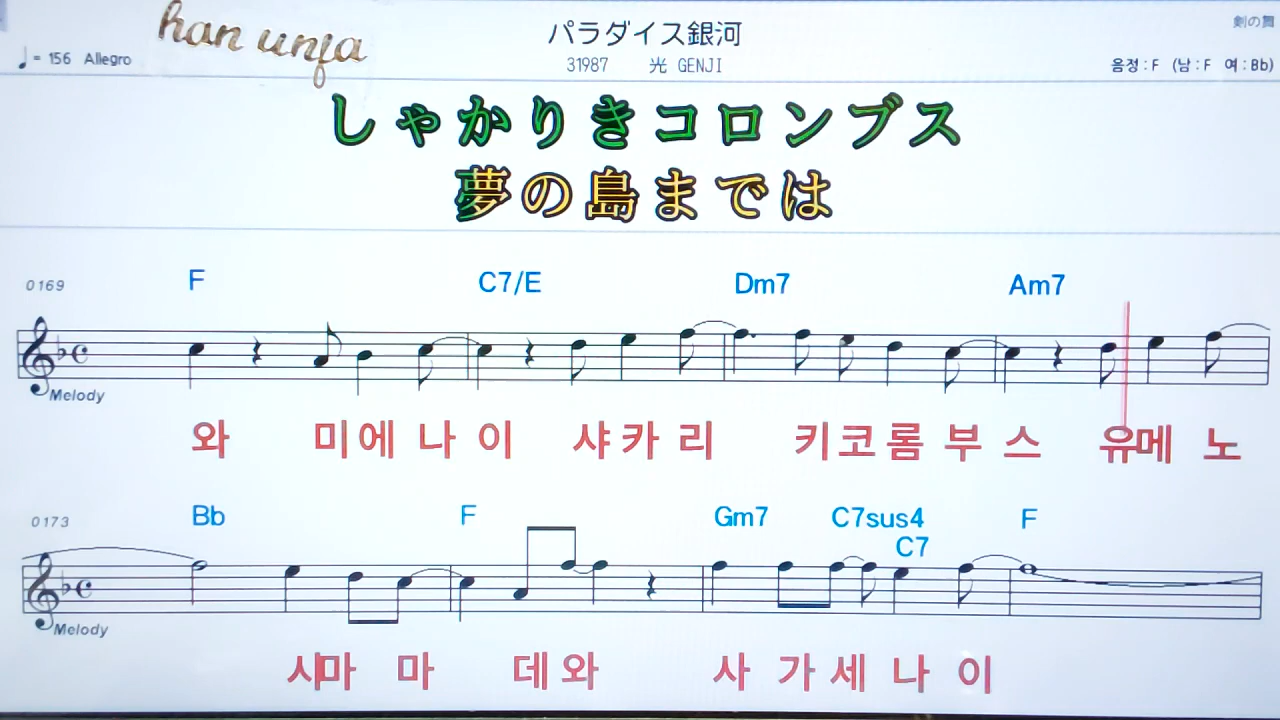 han unja
パラダイス銀河
剣の舞
♩= 156 Allegro
31987 光 GENJI
음정 : F (남 : F 여 : Bb)
しゃかりきコロンブス
夢の島までは
0169
F C7/E Dm7 Am7
Melody
와 미에 나 이 샤카 리 키코롬 부 스 유메 노
0173
Bb F Gm7 C7sus4 F
C7
Melody
시마 마 데와 사 가세 나 이